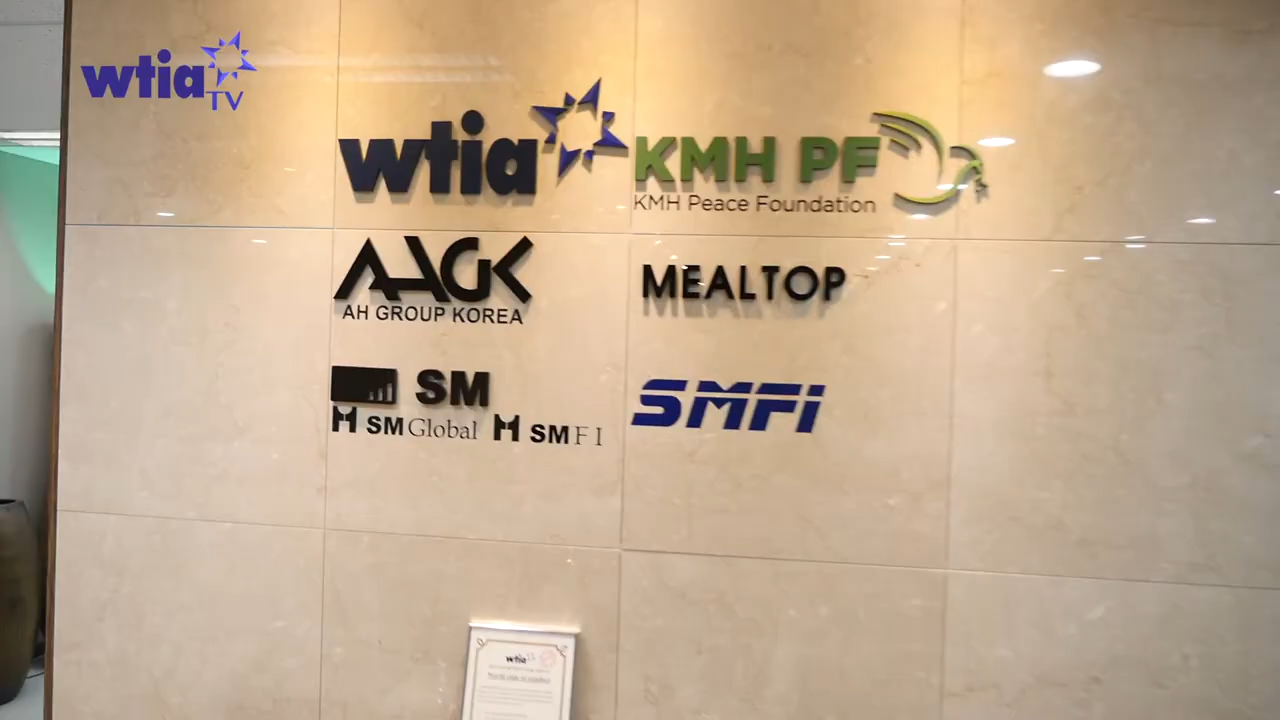 wtia
TV
wtia
KMH PF
KMH Peace Foundation
AAGK
AH GROUP KOREA
MEALTOP
SM
SM Global
SM F I
SMFi
wtia